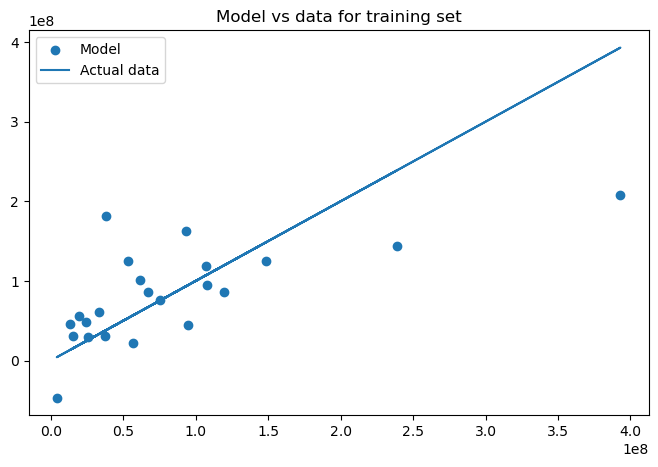 Model vs data for training set
1e8
Model
Actual data
4
3
2
1
0
0.0 0.5 1.0 1.5 2.0 2.5 3.0 3.5 4.0
1e8